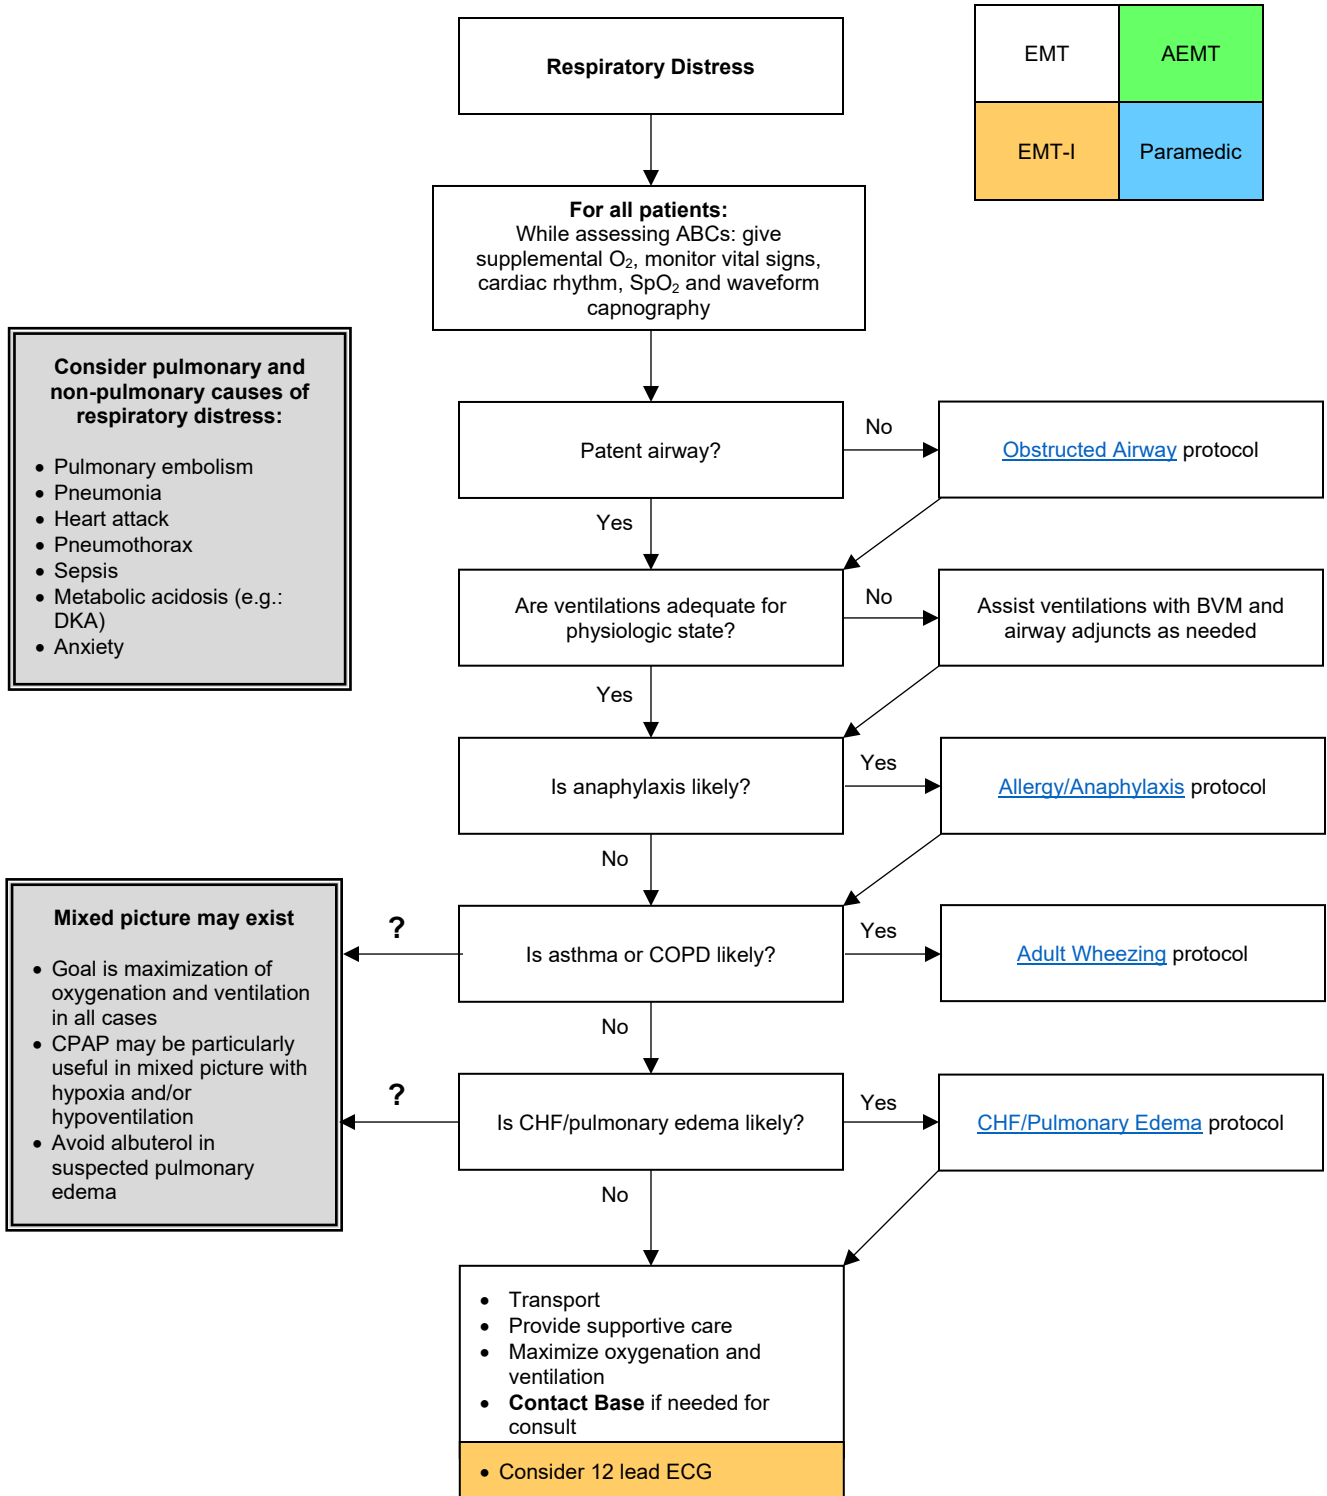 Respiratory Distress
EMT
AEMT
EMT-I
Paramedic
For all patients:
While assessing ABCs: give
supplemental O₂, monitor vital signs,
cardiac rhythm, SpO₂ and waveform
capnography
Consider pulmonary and
non-pulmonary causes of
respiratory distress:
• Pulmonary embolism
• Pneumonia
• Heart attack
• Pneumothorax
• Sepsis
• Metabolic acidosis (e.g.:
DKA)
• Anxiety
Patent airway?
No
Obstructed Airway protocol
Yes
Are ventilations adequate for
physiologic state?
No
Assist ventilations with BVM and
airway adjuncts as needed
Yes
Is anaphylaxis likely?
Yes
Allergy/Anaphylaxis protocol
No
Mixed picture may exist
• Goal is maximization of
oxygenation and ventilation
in all cases
• CPAP may be particularly
useful in mixed picture with
hypoxia and/or
hypoventilation
• Avoid albuterol in
suspected pulmonary
edema
?
Is asthma or COPD likely?
Yes
Adult Wheezing protocol
No
?
Is CHF/pulmonary edema likely?
Yes
CHF/Pulmonary Edema protocol
No
• Transport
• Provide supportive care
• Maximize oxygenation and
ventilation
• Contact Base if needed for
consult
• Consider 12 lead ECG